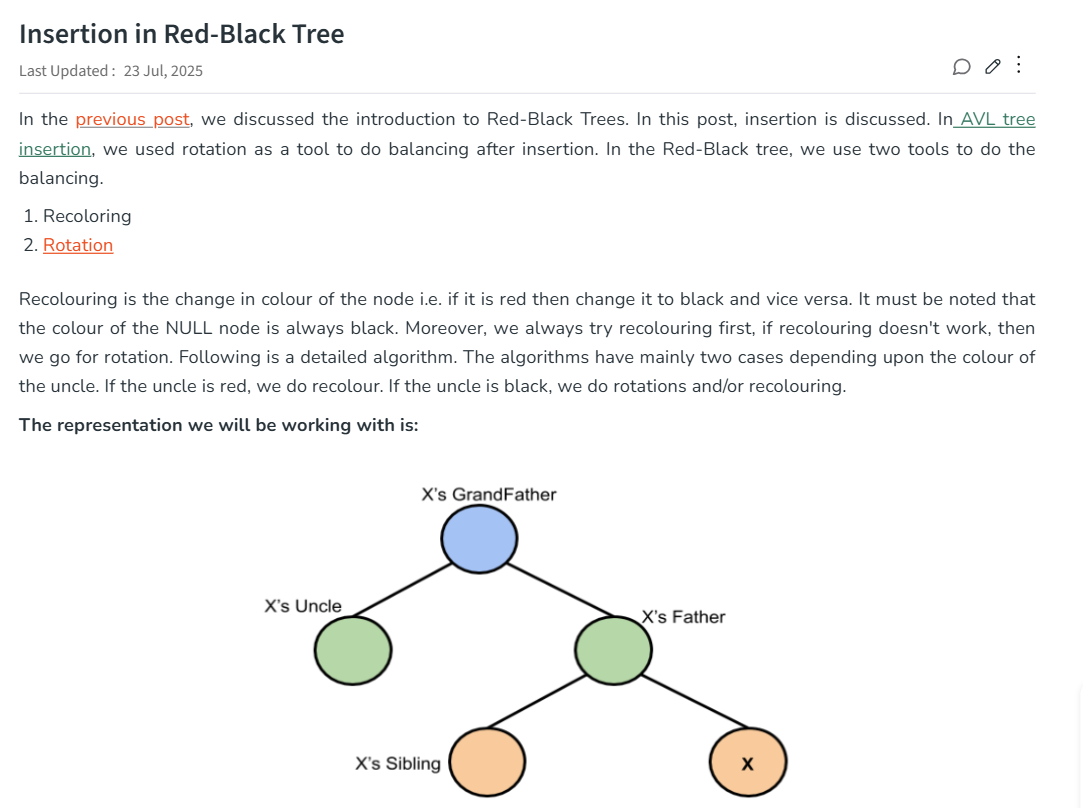 Insertion in Red-Black Tree
Last Updated : 23 Jul, 2025
In the previous post, we discussed the introduction to Red-Black Trees. In this post, insertion is discussed. In AVL tree
insertion, we used rotation as a tool to do balancing after insertion. In the Red-Black tree, we use two tools to do the
balancing.
1. Recoloring
2. Rotation
Recolouring is the change in colour of the node i.e. if it is red then change it to black and vice versa. It must be noted that
the colour of the NULL node is always black. Moreover, we always try recolouring first, if recolouring doesn't work, then
we go for rotation. Following is a detailed algorithm. The algorithms have mainly two cases depending upon the colour of
the uncle. If the uncle is red, we do recolour. If the uncle is black, we do rotations and/or recolouring.
The representation we will be working with is:
X's GrandFather
X's Uncle
X's Father
X's Sibling
X